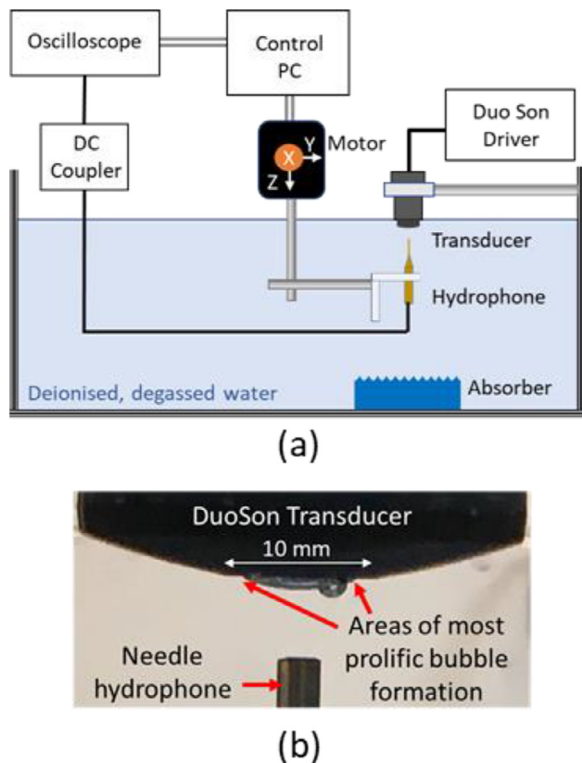 Oscilloscope
Control
PC
Duo Son
Driver
DC
Coupler
Motor
X
Y
Z
Transducer
Hydrophone
Deionised, degassed water
Absorber
(a)
DuoSon Transducer
10 mm
Areas of most
prolific bubble
formation
Needle
hydrophone
(b)